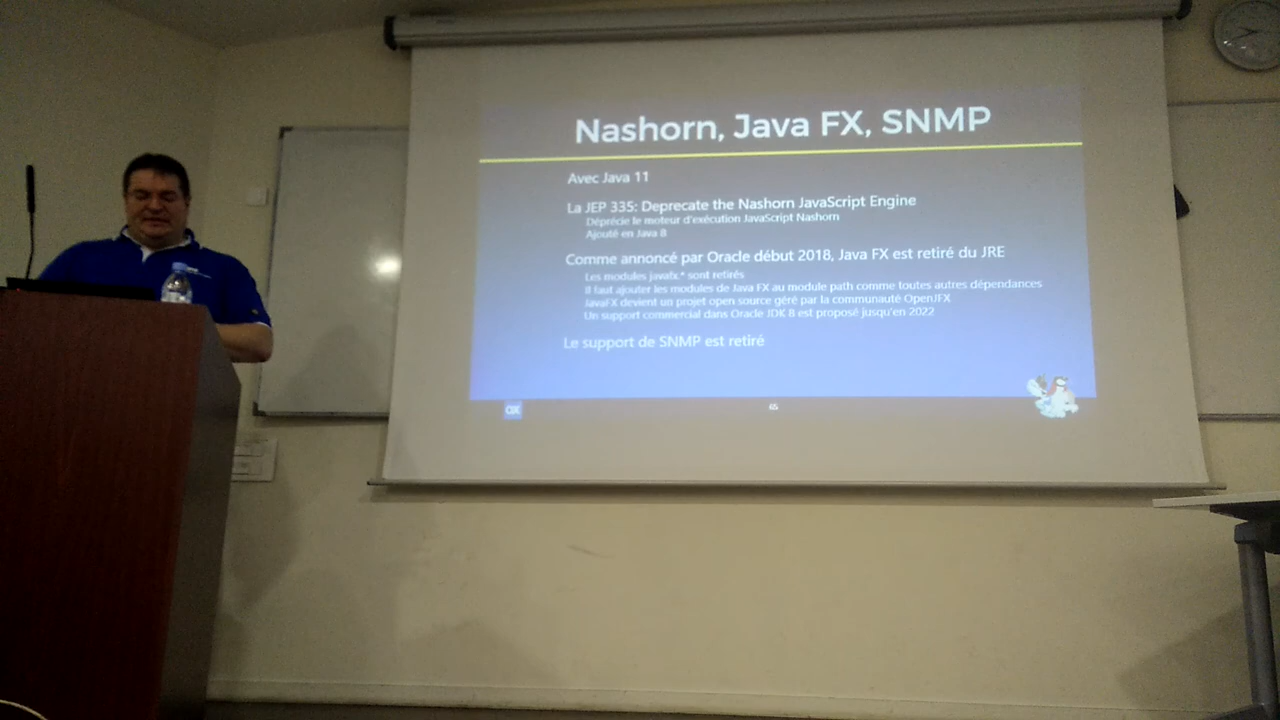 Nashorn, Java FX, SNMP
Avec Java 11
La JEP 335: Deprecate the Nashorn JavaScript Engine
Déprécie le moteur d'exécution JavaScript Nashorn
Ajouté en Java 8
Comme annoncé par Oracle début 2018, Java FX est retiré du JRE
Les modules javafx.* sont retirés
Il faut ajouter les modules de Java FX au module path comme toutes autres dépendances
JavaFX devient un projet open source géré par la communauté OpenJFX
Un support commercial dans Oracle JDK 8 est proposé jusqu'en 2022
Le support de SNMP est retiré
65